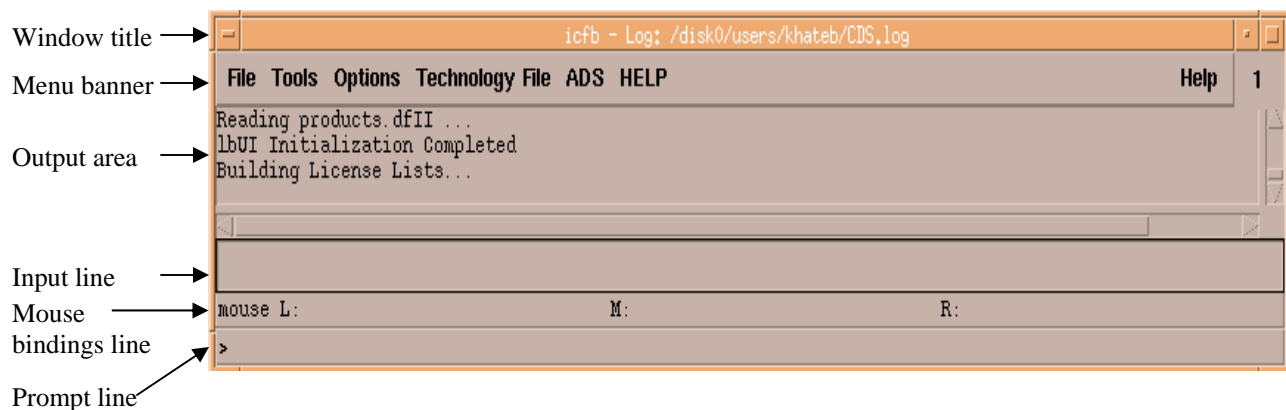 Window title
icfb - Log: /disk0/users/khateb/CDS.log
Menu banner
File Tools Options Technology File ADS HELP Help 1
Reading products.dfII ...
Output area
lbUI Initialization Completed
Building License Lists...
Input line
Mouse bindings line
mouse L: M: R:
Prompt line
>